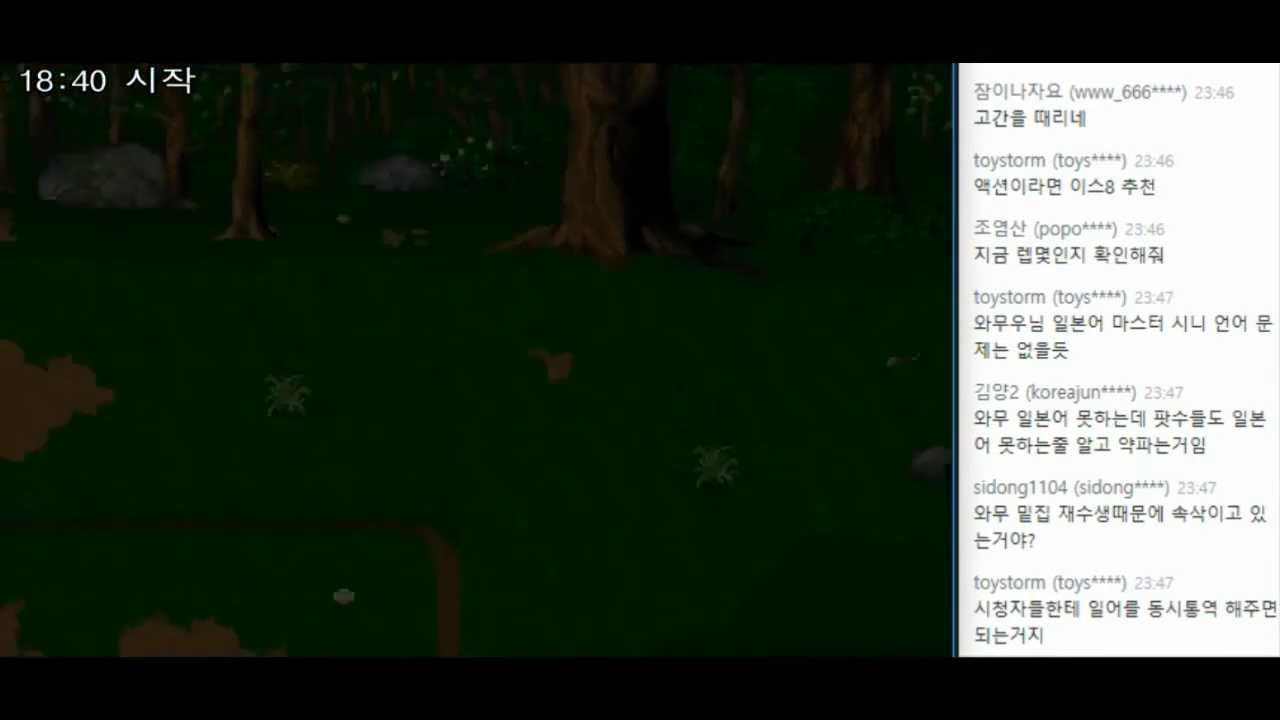 18:40 시작
잠이나자요 (www_666****) 23:46
고간을 때리네
toystorm (toys****) 23:46
액션이라면 이스8 추천
조염산 (popo****) 23:46
지금 렙몇인지 확인해줘
toystorm (toys****) 23:47
와무우님 일본어 마스터 시니 언어 문
제는 없을듯
김양2 (koreajun****) 23:47
와무 일본어 못하는데 팟수들도 일본
어 못하는줄 알고 약파는거임
sidong1104 (sidong****) 23:47
와무 밑집 재수생때문에 속삭이고 있
는거야?
toystorm (toys****) 23:47
시청자들한테 일어를 동시통역 해주면
되는거지